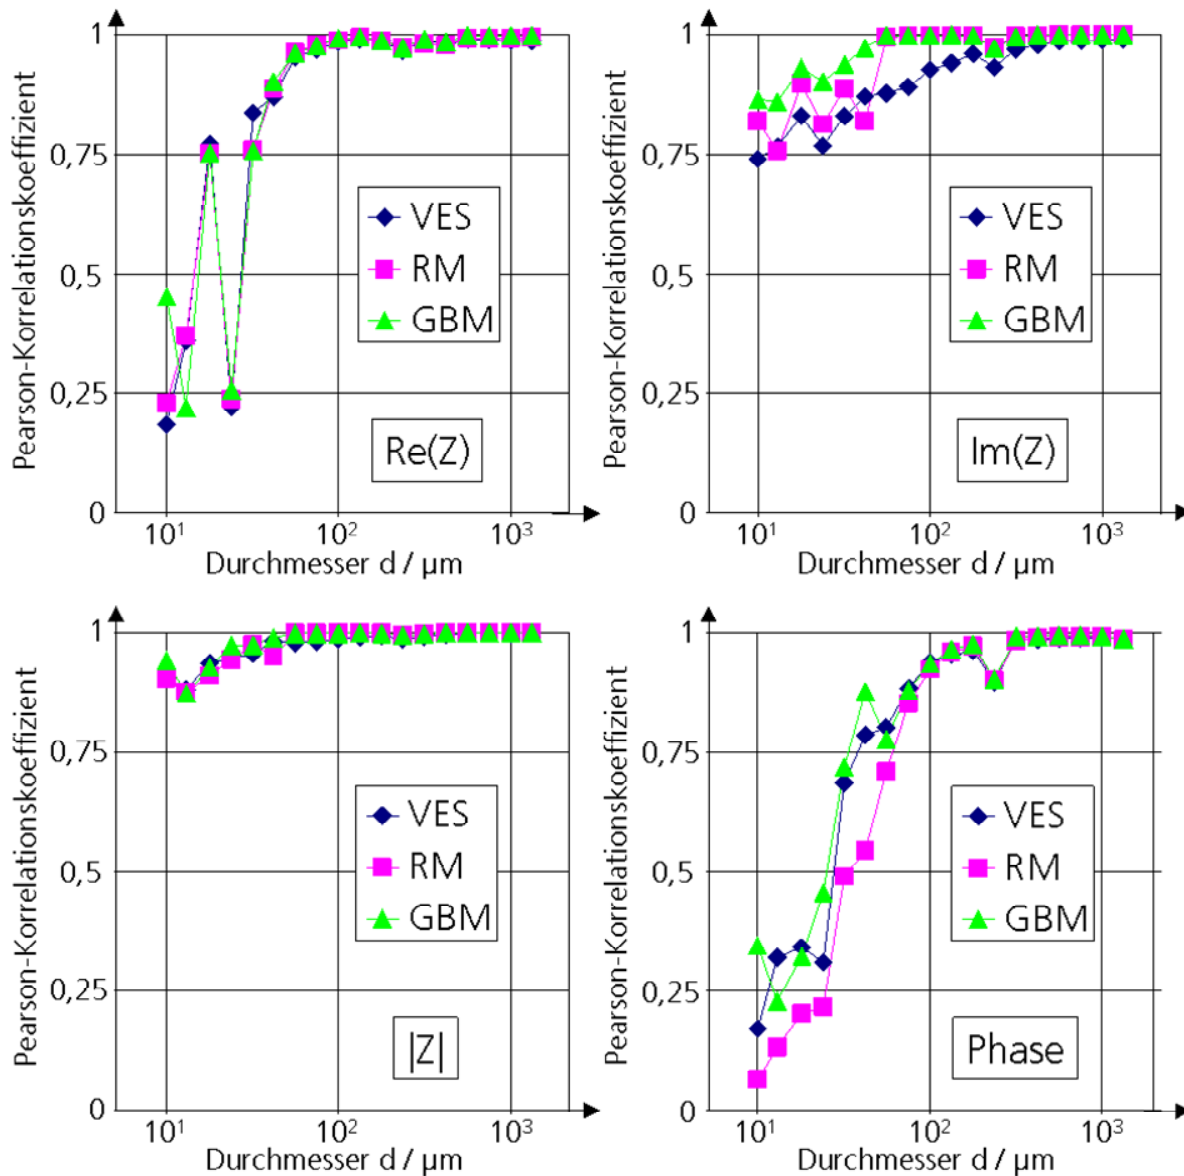 Pearson-Korrelationskoeffizient
1
0,75
0,5
0,25
0
VES
RM
GBM
Re(Z)
10¹
10²
10³
Durchmesser d / µm
Pearson-Korrelationskoeffizient
1
0,75
0,5
0,25
0
VES
RM
GBM
Im(Z)
10¹
10²
10³
Durchmesser d / µm
Pearson-Korrelationskoeffizient
1
0,75
0,5
0,25
0
VES
RM
GBM
|Z|
10¹
10²
10³
Durchmesser d / µm
Pearson-Korrelationskoeffizient
1
0,75
0,5
0,25
0
VES
RM
GBM
Phase
10¹
10²
10³
Durchmesser d / µm